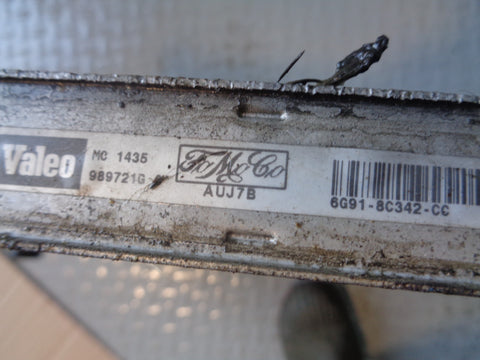 Valeo
MC 1435
989721G
FoMoCo
AUJ7B
6G91-8C342-CC